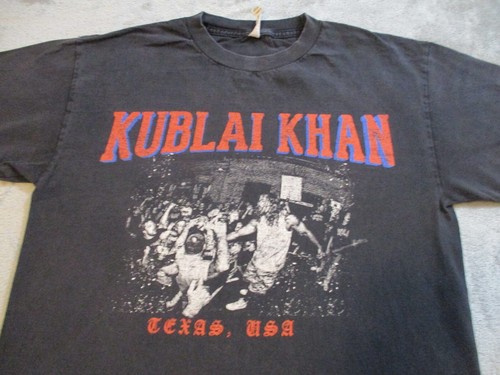 KUBLAI KHAN
TEXAS, USA